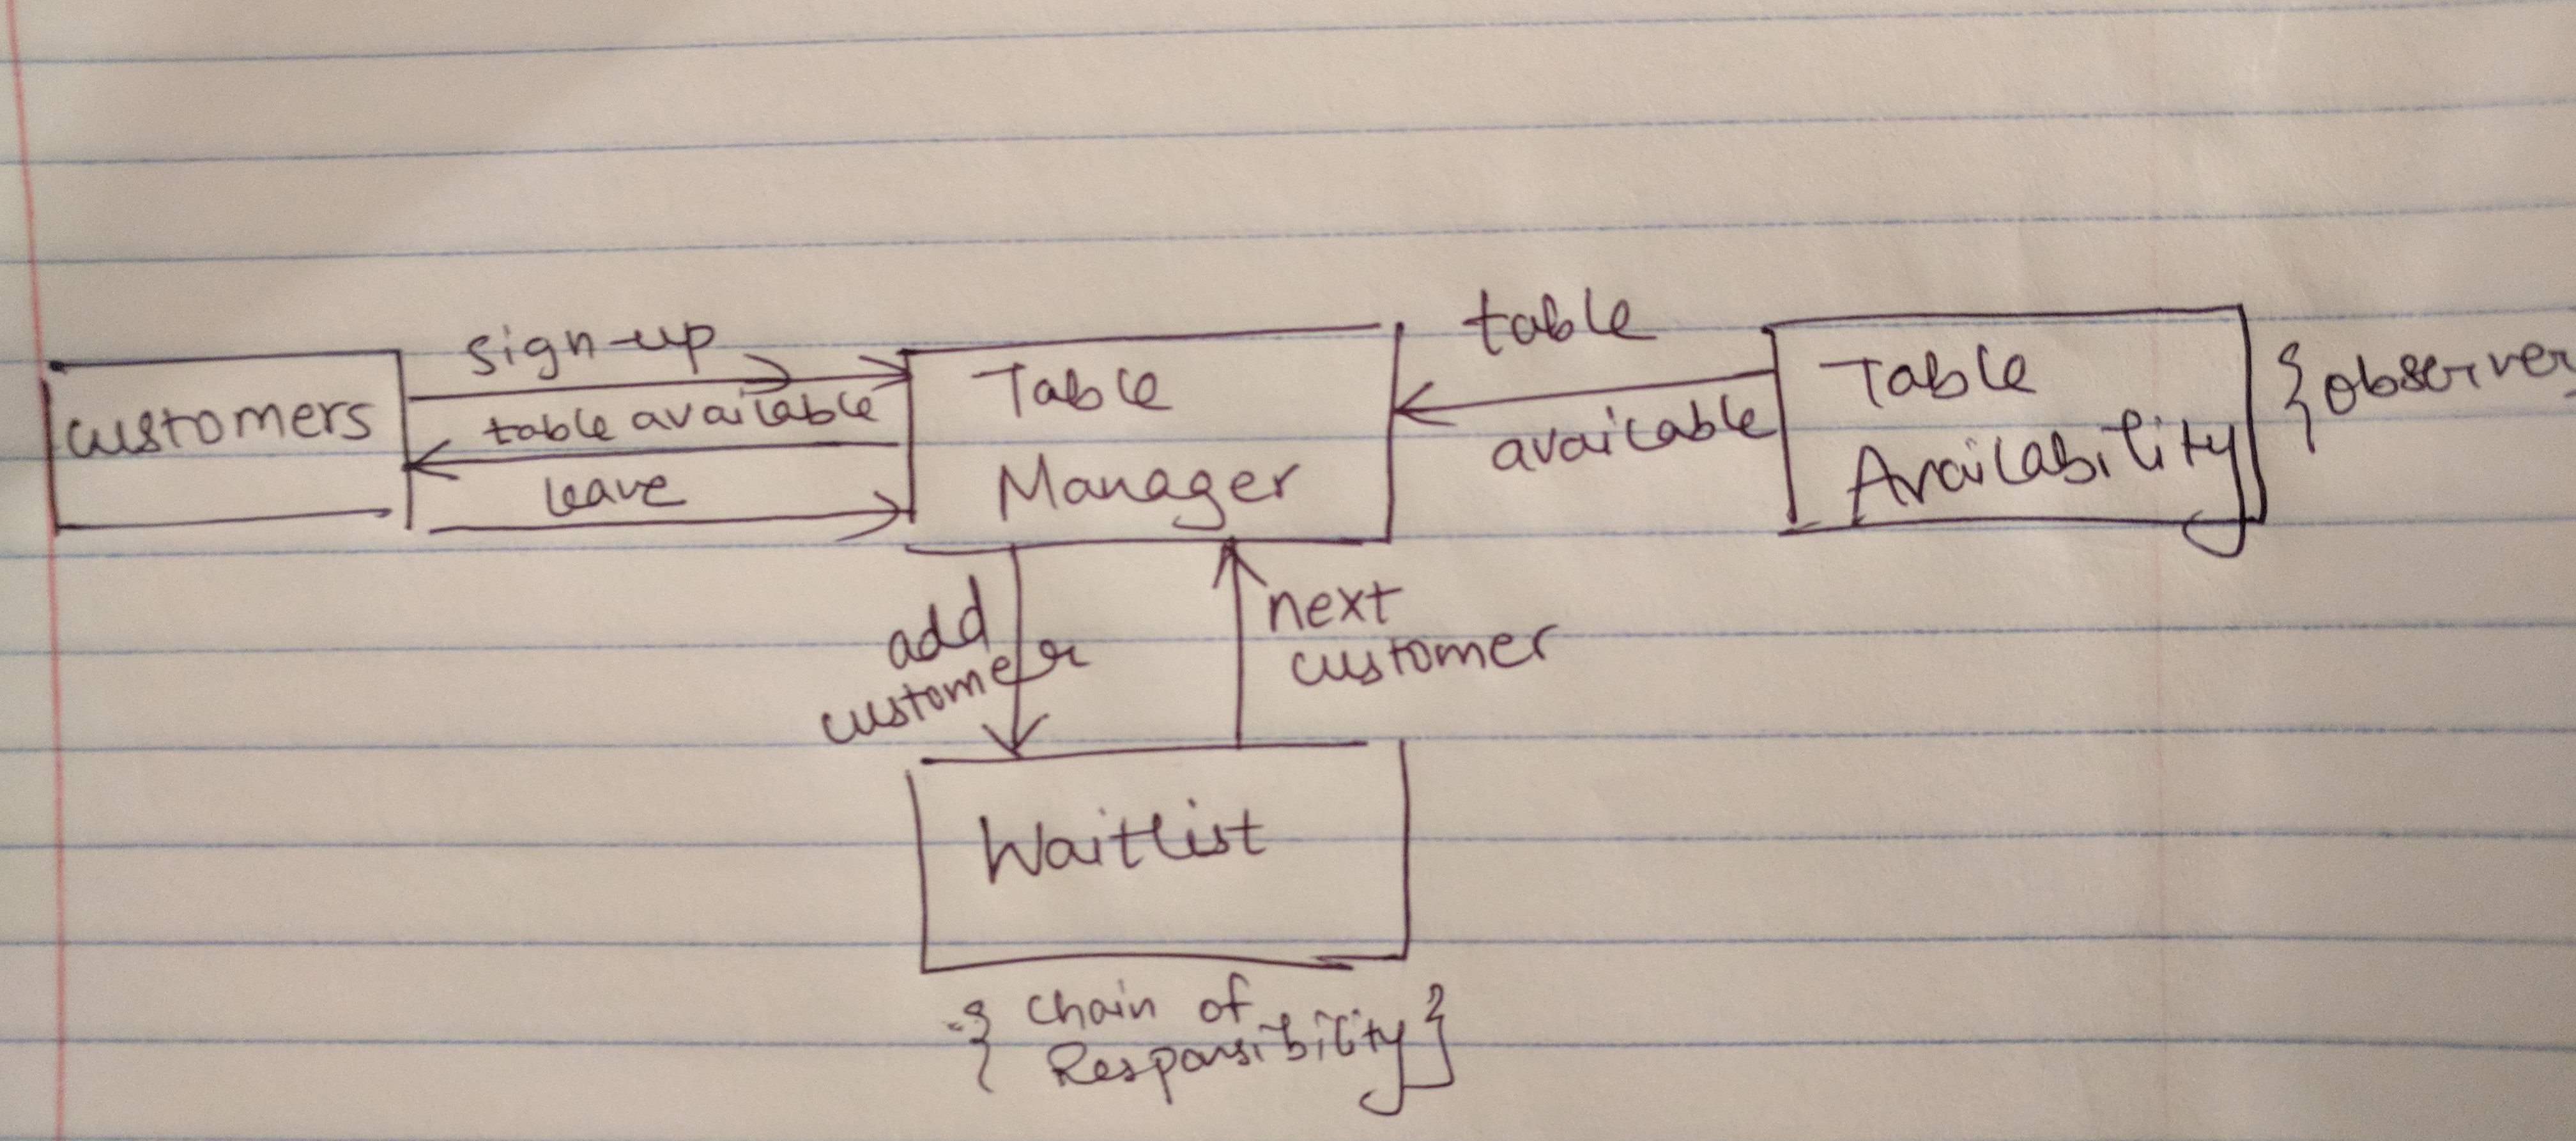 sign-up
customers
table available
leave
Table
Manager
table
available
Table
Availability
{observer
add
customer
next
customer
Waitlist
{ Chain of
Responsibility }